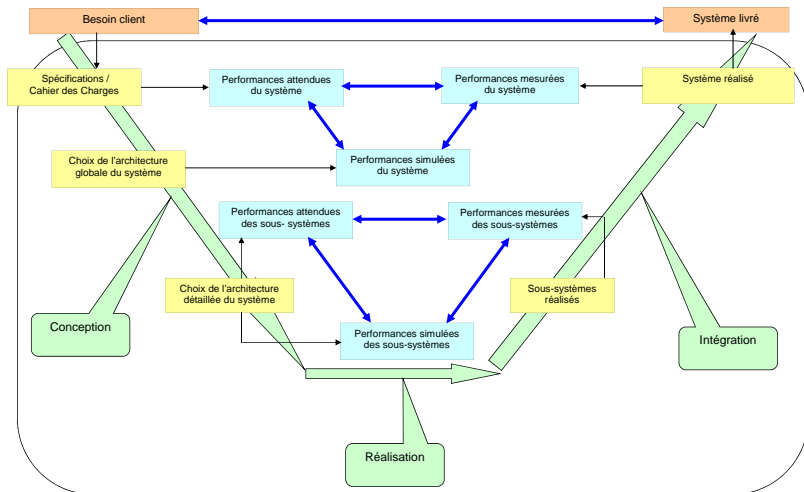 Besoin client
Système livré
Spécifications /
Cahier des Charges
Performances attendues
du système
Performances mesurées
du système
Système réalisé
Choix de l'architecture
globale du système
Performances simulées
du système
Performances attendues
des sous- systèmes
Performances mesurées
des sous-systèmes
Choix de l'architecture
détaillée du système
Sous-systèmes
réalisés
Conception
Performances simulées
des sous-systèmes
Intégration
Réalisation